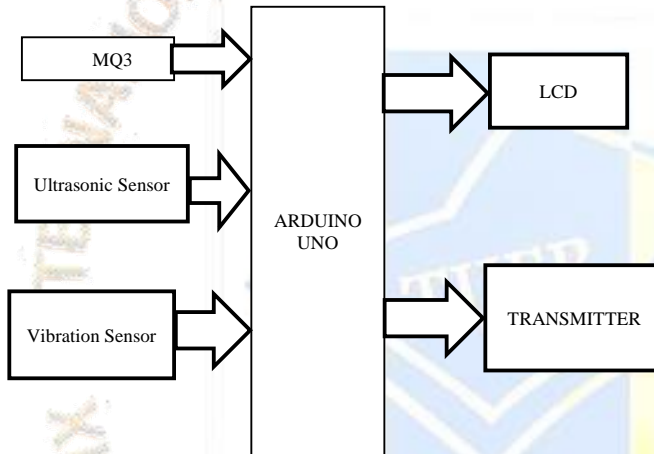 MQ3
LCD
Ultrasonic Sensor
ARDUINO
UNO
Vibration Sensor
TRANSMITTER